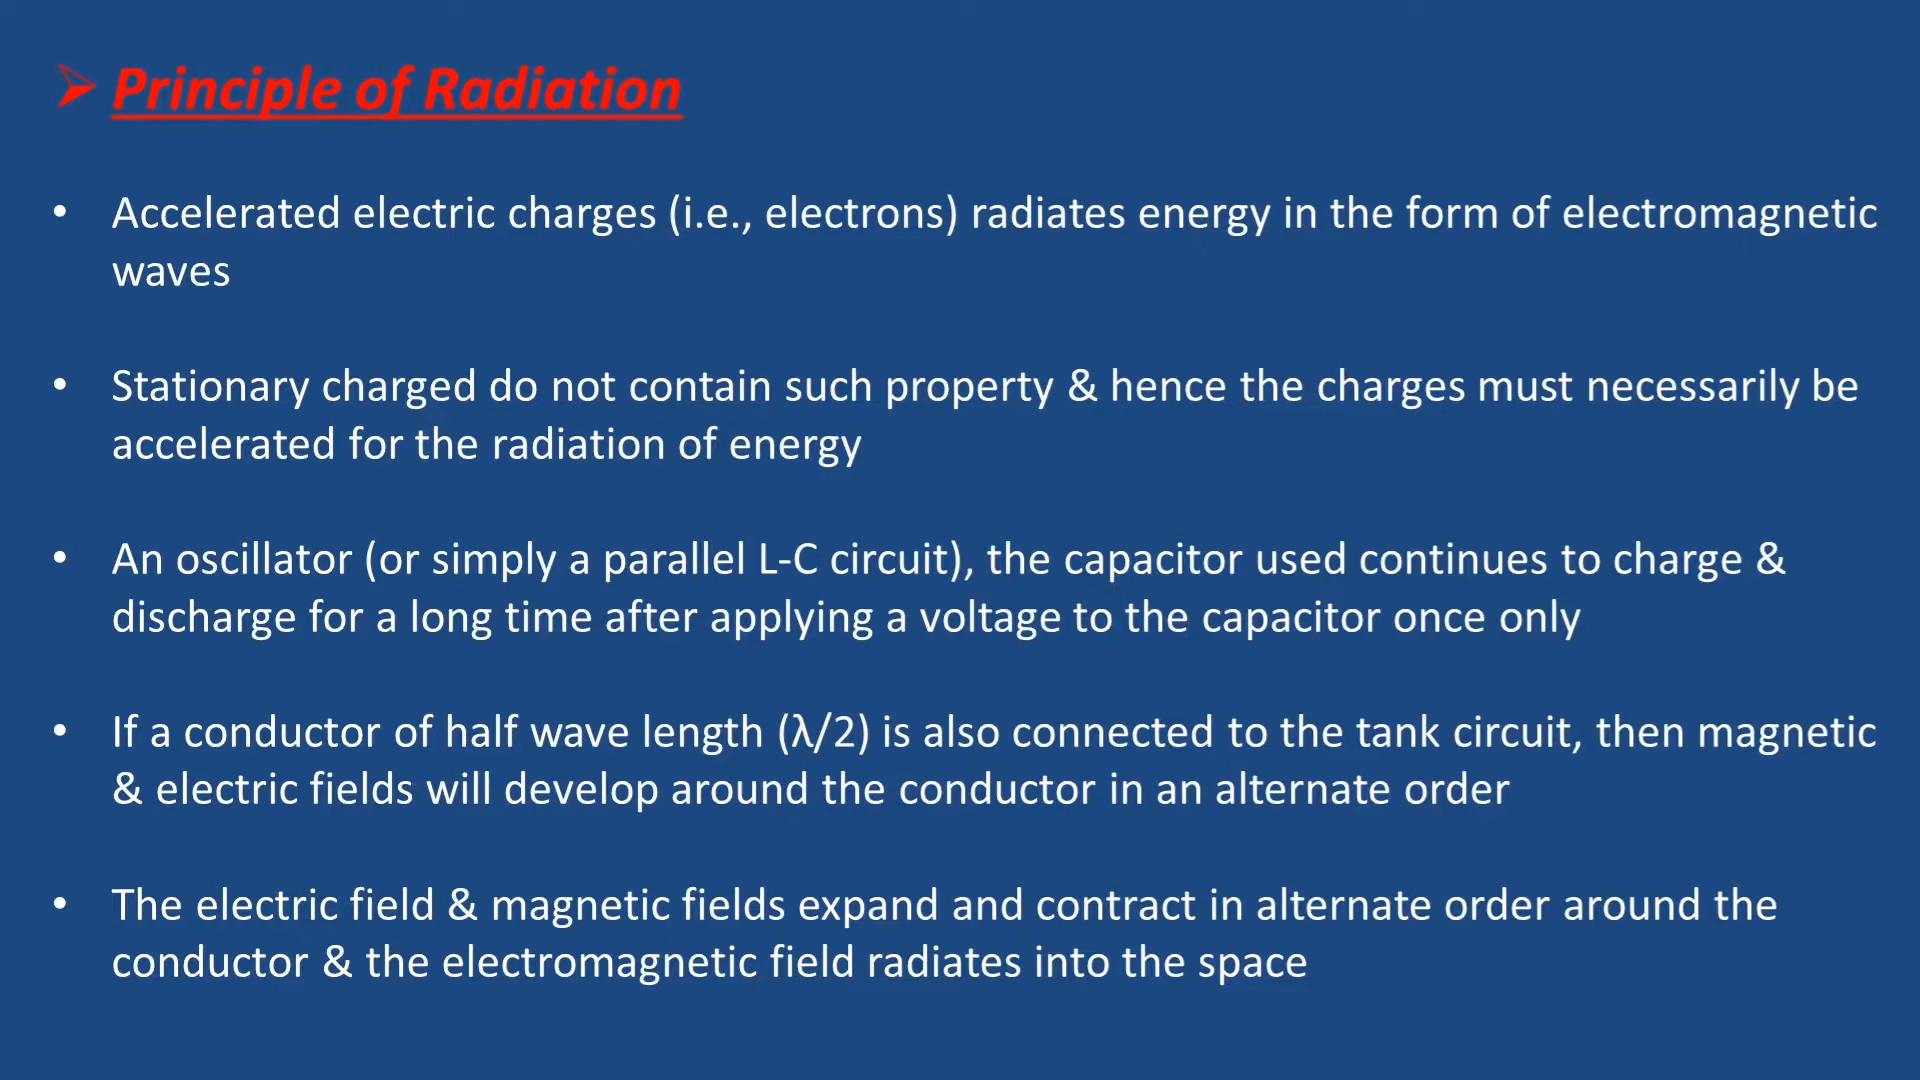 ➢ Principle of Radiation
• Accelerated electric charges (i.e., electrons) radiates energy in the form of electromagnetic
waves
• Stationary charged do not contain such property & hence the charges must necessarily be
accelerated for the radiation of energy
• An oscillator (or simply a parallel L-C circuit), the capacitor used continues to charge &
discharge for a long time after applying a voltage to the capacitor once only
• If a conductor of half wave length (λ/2) is also connected to the tank circuit, then magnetic
& electric fields will develop around the conductor in an alternate order
• The electric field & magnetic fields expand and contract in alternate order around the
conductor & the electromagnetic field radiates into the space